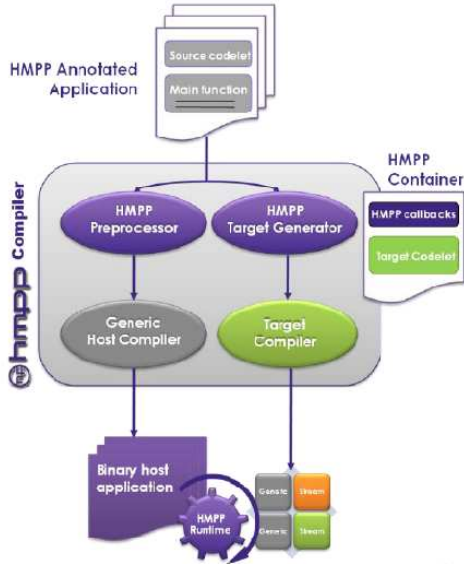 HMPP Annotated
Application
Source codelet
Main function
HMPP
Container
HMPP callbacks
Target Codelet
hmpp Compiler
HMPP
Preprocessor
HMPP
Target Generator
Generic
Host Compiler
Target
Compiler
Binary host
application
HMPP
Runtime
Generic
Stream
Generic
Stream